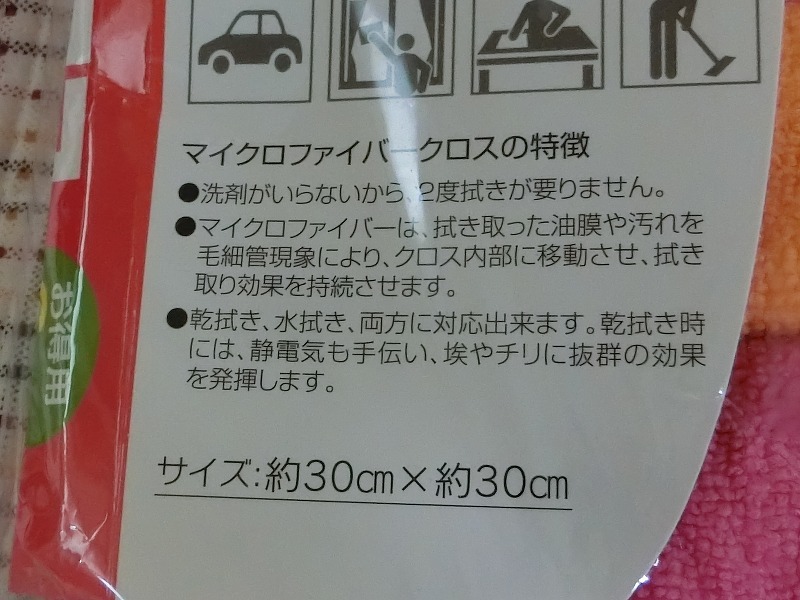 マイクロファイバークロスの特徴
●洗剤がいらないから、2度拭きが要りません。
●マイクロファイバーは、拭き取った油膜や汚れを
毛細管現象により、クロス内部に移動させ、拭き
取り効果を持続させます。
●乾拭き、水拭き、両方に対応出来ます。乾拭き時
には、静電気も手伝い、埃やチリに抜群の効果
を発揮します。
サイズ:約30㎝×約30㎝
お得用